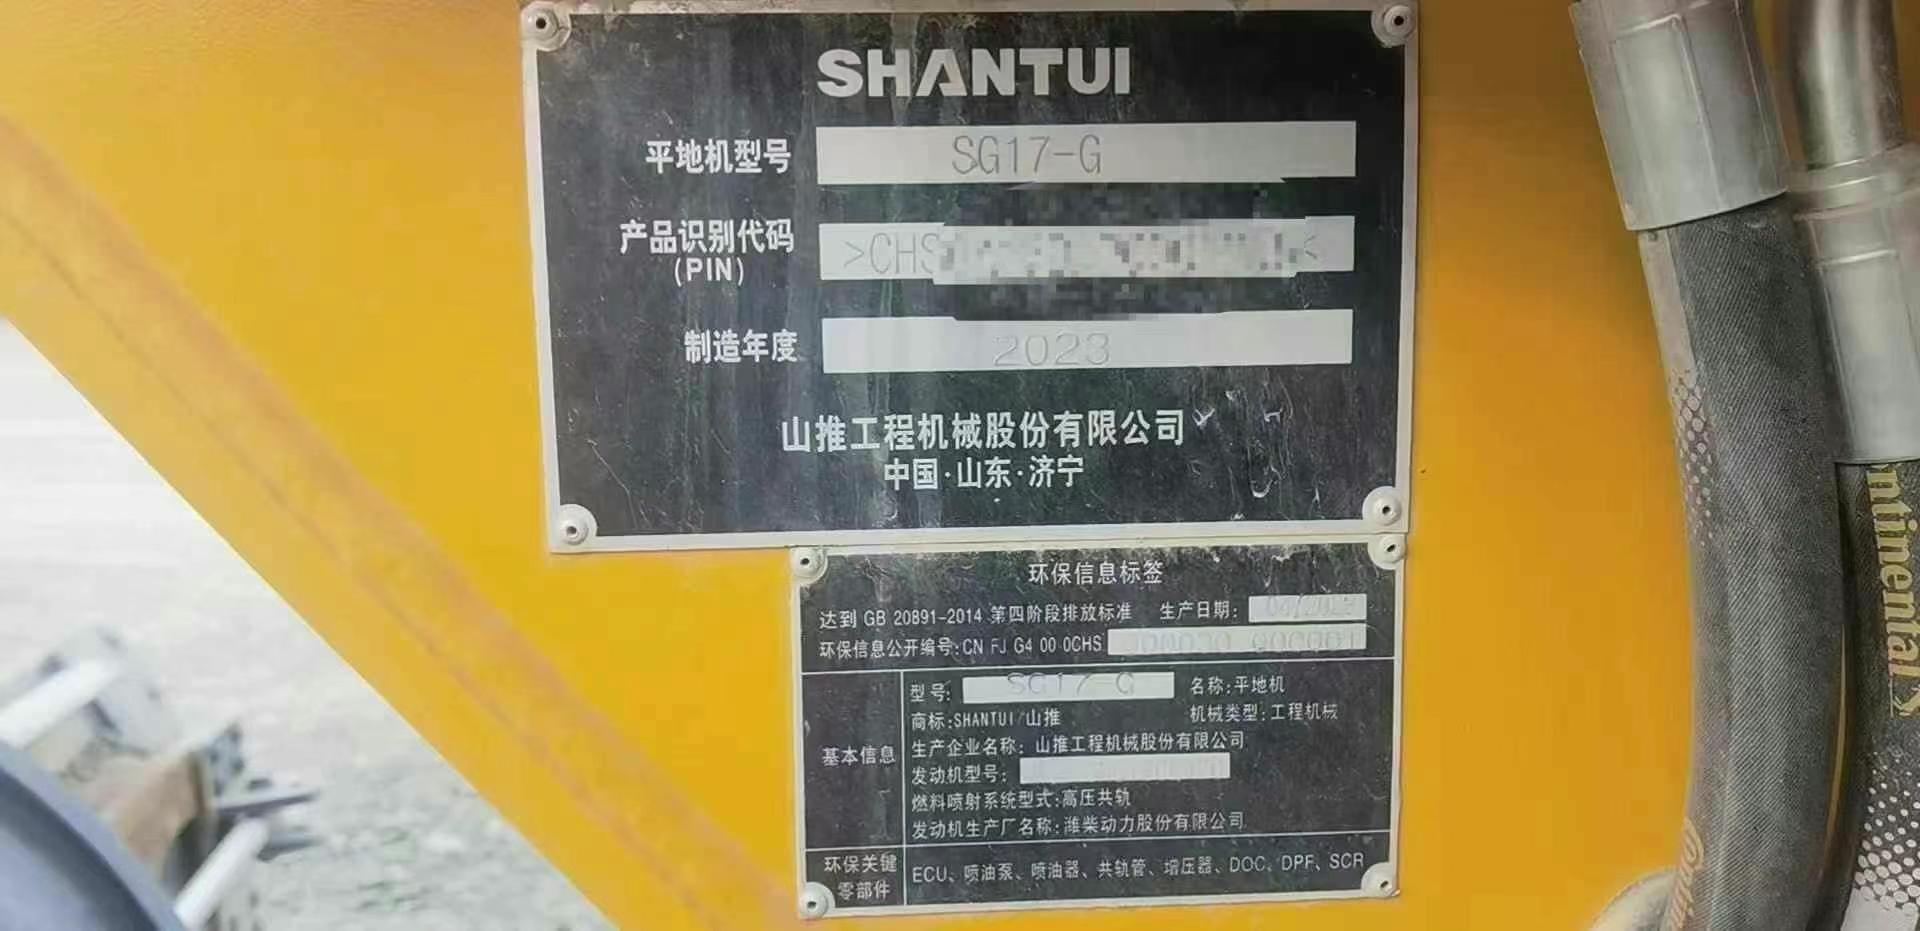 SHANTUI
平地机型号 SG17-G
产品识别代码 >CHS <
(PIN)
制造年度 2023
山推工程机械股份有限公司
中国·山东·济宁
环保信息标签
达到 GB 20891-2014 第四阶段排放标准 生产日期: 04/2023
环保信息公开编号:CN FJ G4 00 0CHS
基本信息
型号: SG17-G 名称:平地机
商标:SHANTUI/山推 机械类型:工程机械
生产企业名称: 山推工程机械股份有限公司
发动机型号:
燃料喷射系统型式:高压共轨
发动机生产厂名称:潍柴动力股份有限公司
环保关键
零部件
ECU、喷油泵、喷油器、共轨管、增压器、DOC、DPF、SCR
ntinental